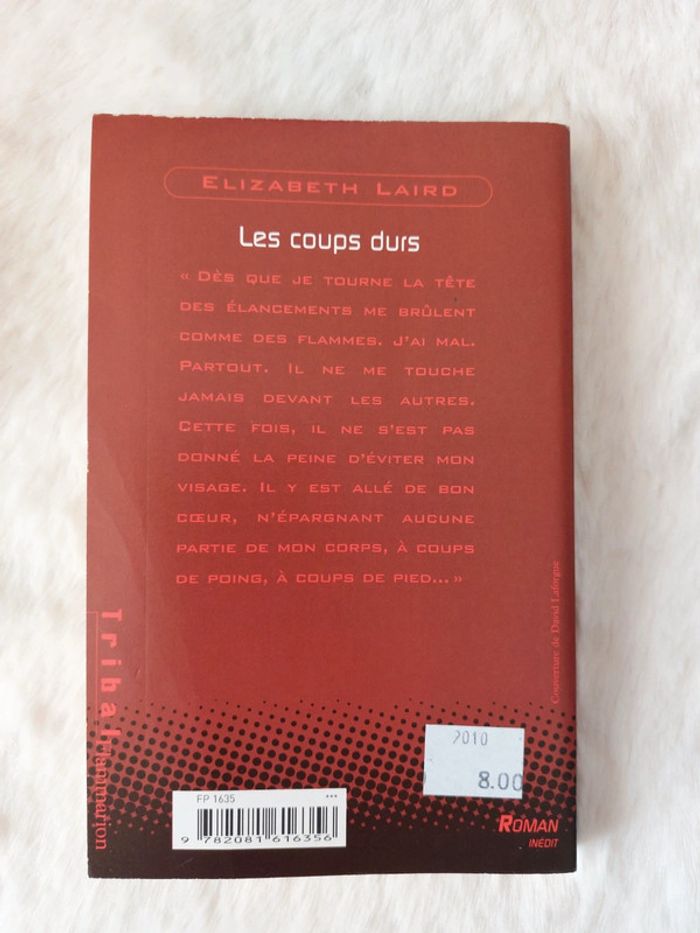 ELIZABETH LAIRD
Les coups durs
« DÈS QUE JE TOURNE LA TÊTE
DES ÉLANCEMENTS ME BRÛLENT
COMME DES FLAMMES. J'AI MAL.
PARTOUT. IL NE ME TOUCHE
JAMAIS DEVANT LES AUTRES.
CETTE FOIS, IL NE S'EST PAS
DONNÉ LA PEINE D'ÉVITER MON
VISAGE. IL Y EST ALLÉ DE BON
CŒUR, N'ÉPARGNANT AUCUNE
PARTIE DE MON CORPS, À COUPS
DE POING, À COUPS DE PIED... »
Couverture de David Laforgue
Tribal
Flammarion
2010
8.00
FP 1635
***
9 782081 616356
ROMAN
INÉDIT